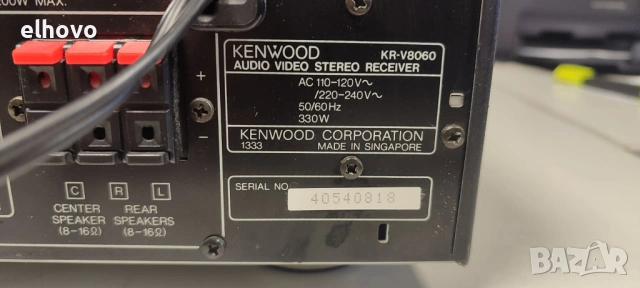 elhovo
200W MAX.
KENWOOD KR-V8060
AUDIO VIDEO STEREO RECEIVER
AC 110-120V~
/220-240V~
50/60Hz
330W
KENWOOD CORPORATION
1333 MADE IN SINGAPORE
SERIAL NO.
40540818
+
−
C R L
CENTER SPEAKER (8-16Ω)
REAR SPEAKERS (8-16Ω)
BAZAR